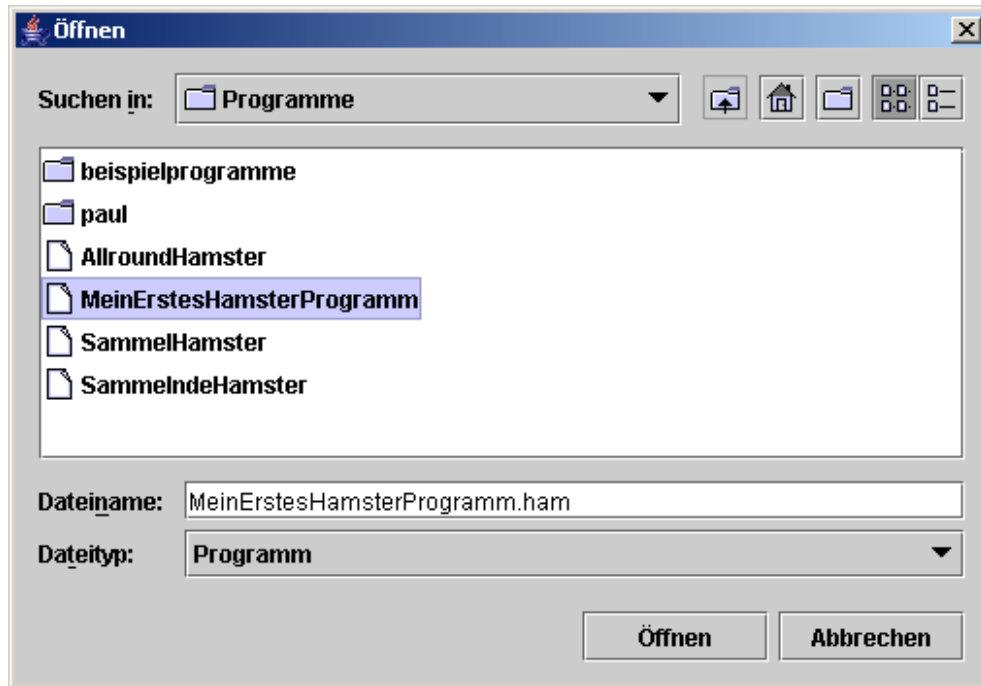 Öffnen
Suchen in: Programme
beispielprogramme
paul
AllroundHamster
MeinErstesHamsterProgramm
SammelHamster
SammelndeHamster
Dateiname: MeinErstesHamsterProgramm.ham
Dateityp: Programm
Öffnen Abbrechen